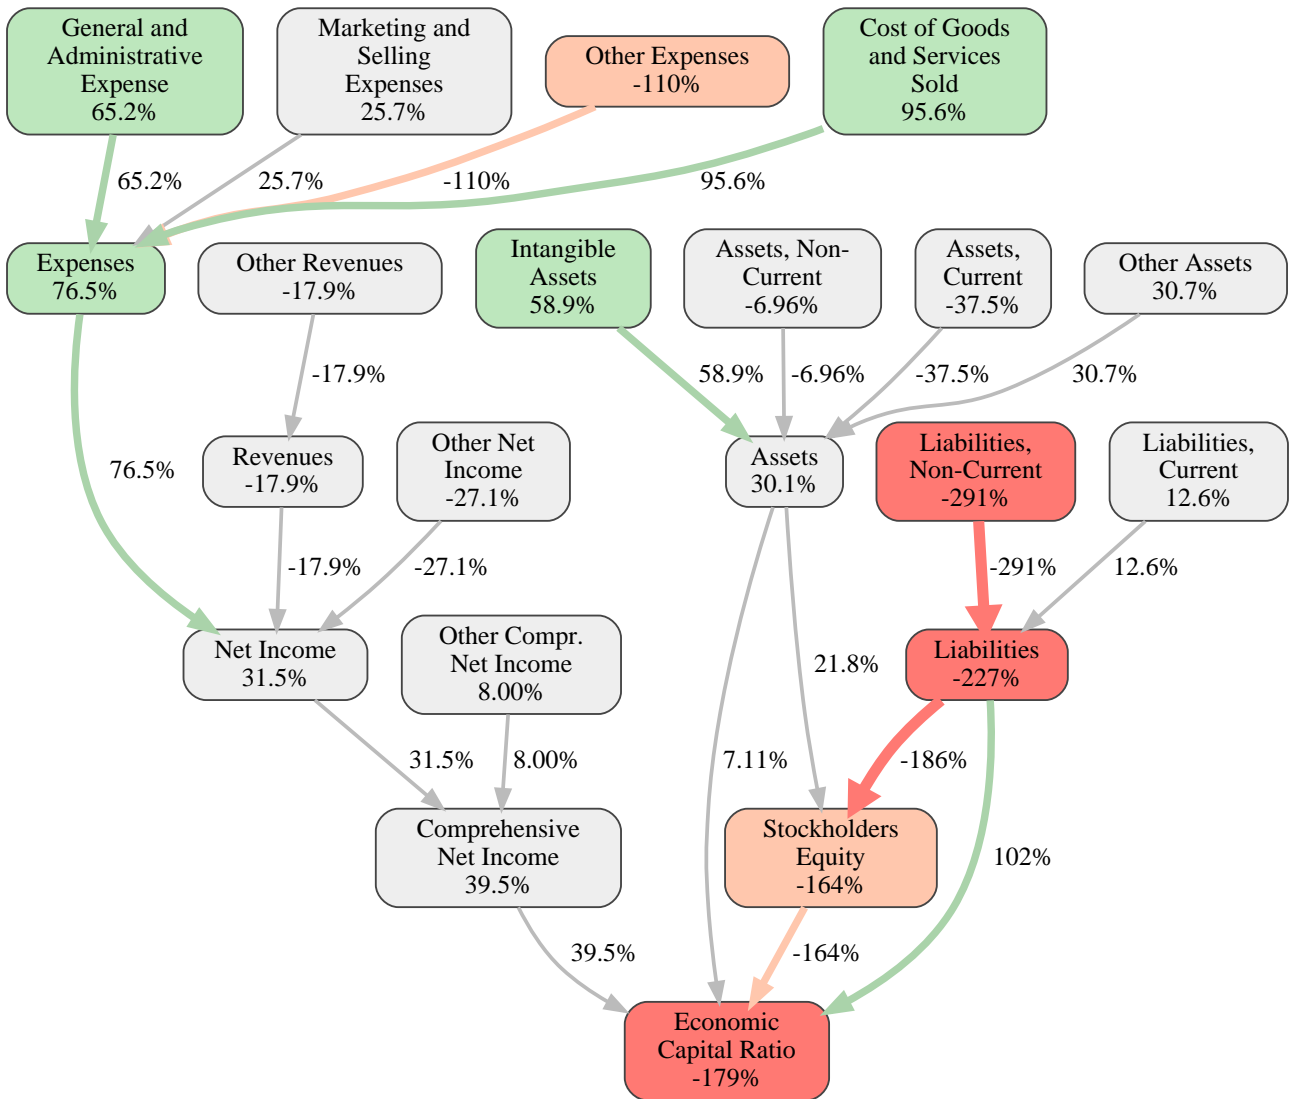 General and
Administrative
Expense
65.2%
Marketing and
Selling
Expenses
25.7%
Other Expenses
-110%
Cost of Goods
and Services
Sold
95.6%
65.2%
25.7%
-110%
95.6%
Expenses
76.5%
Other Revenues
-17.9%
Intangible
Assets
58.9%
Assets, Non-
Current
-6.96%
Assets,
Current
-37.5%
Other Assets
30.7%
-17.9%
58.9%
-6.96%
-37.5%
30.7%
76.5%
Revenues
-17.9%
Other Net
Income
-27.1%
Assets
30.1%
Liabilities,
Non-Current
-291%
Liabilities,
Current
12.6%
-17.9%
-27.1%
-291%
12.6%
Net Income
31.5%
Other Compr.
Net Income
8.00%
21.8%
Liabilities
-227%
31.5%
8.00%
7.11%
-186%
Comprehensive
Net Income
39.5%
Stockholders
Equity
-164%
102%
39.5%
-164%
Economic
Capital Ratio
-179%